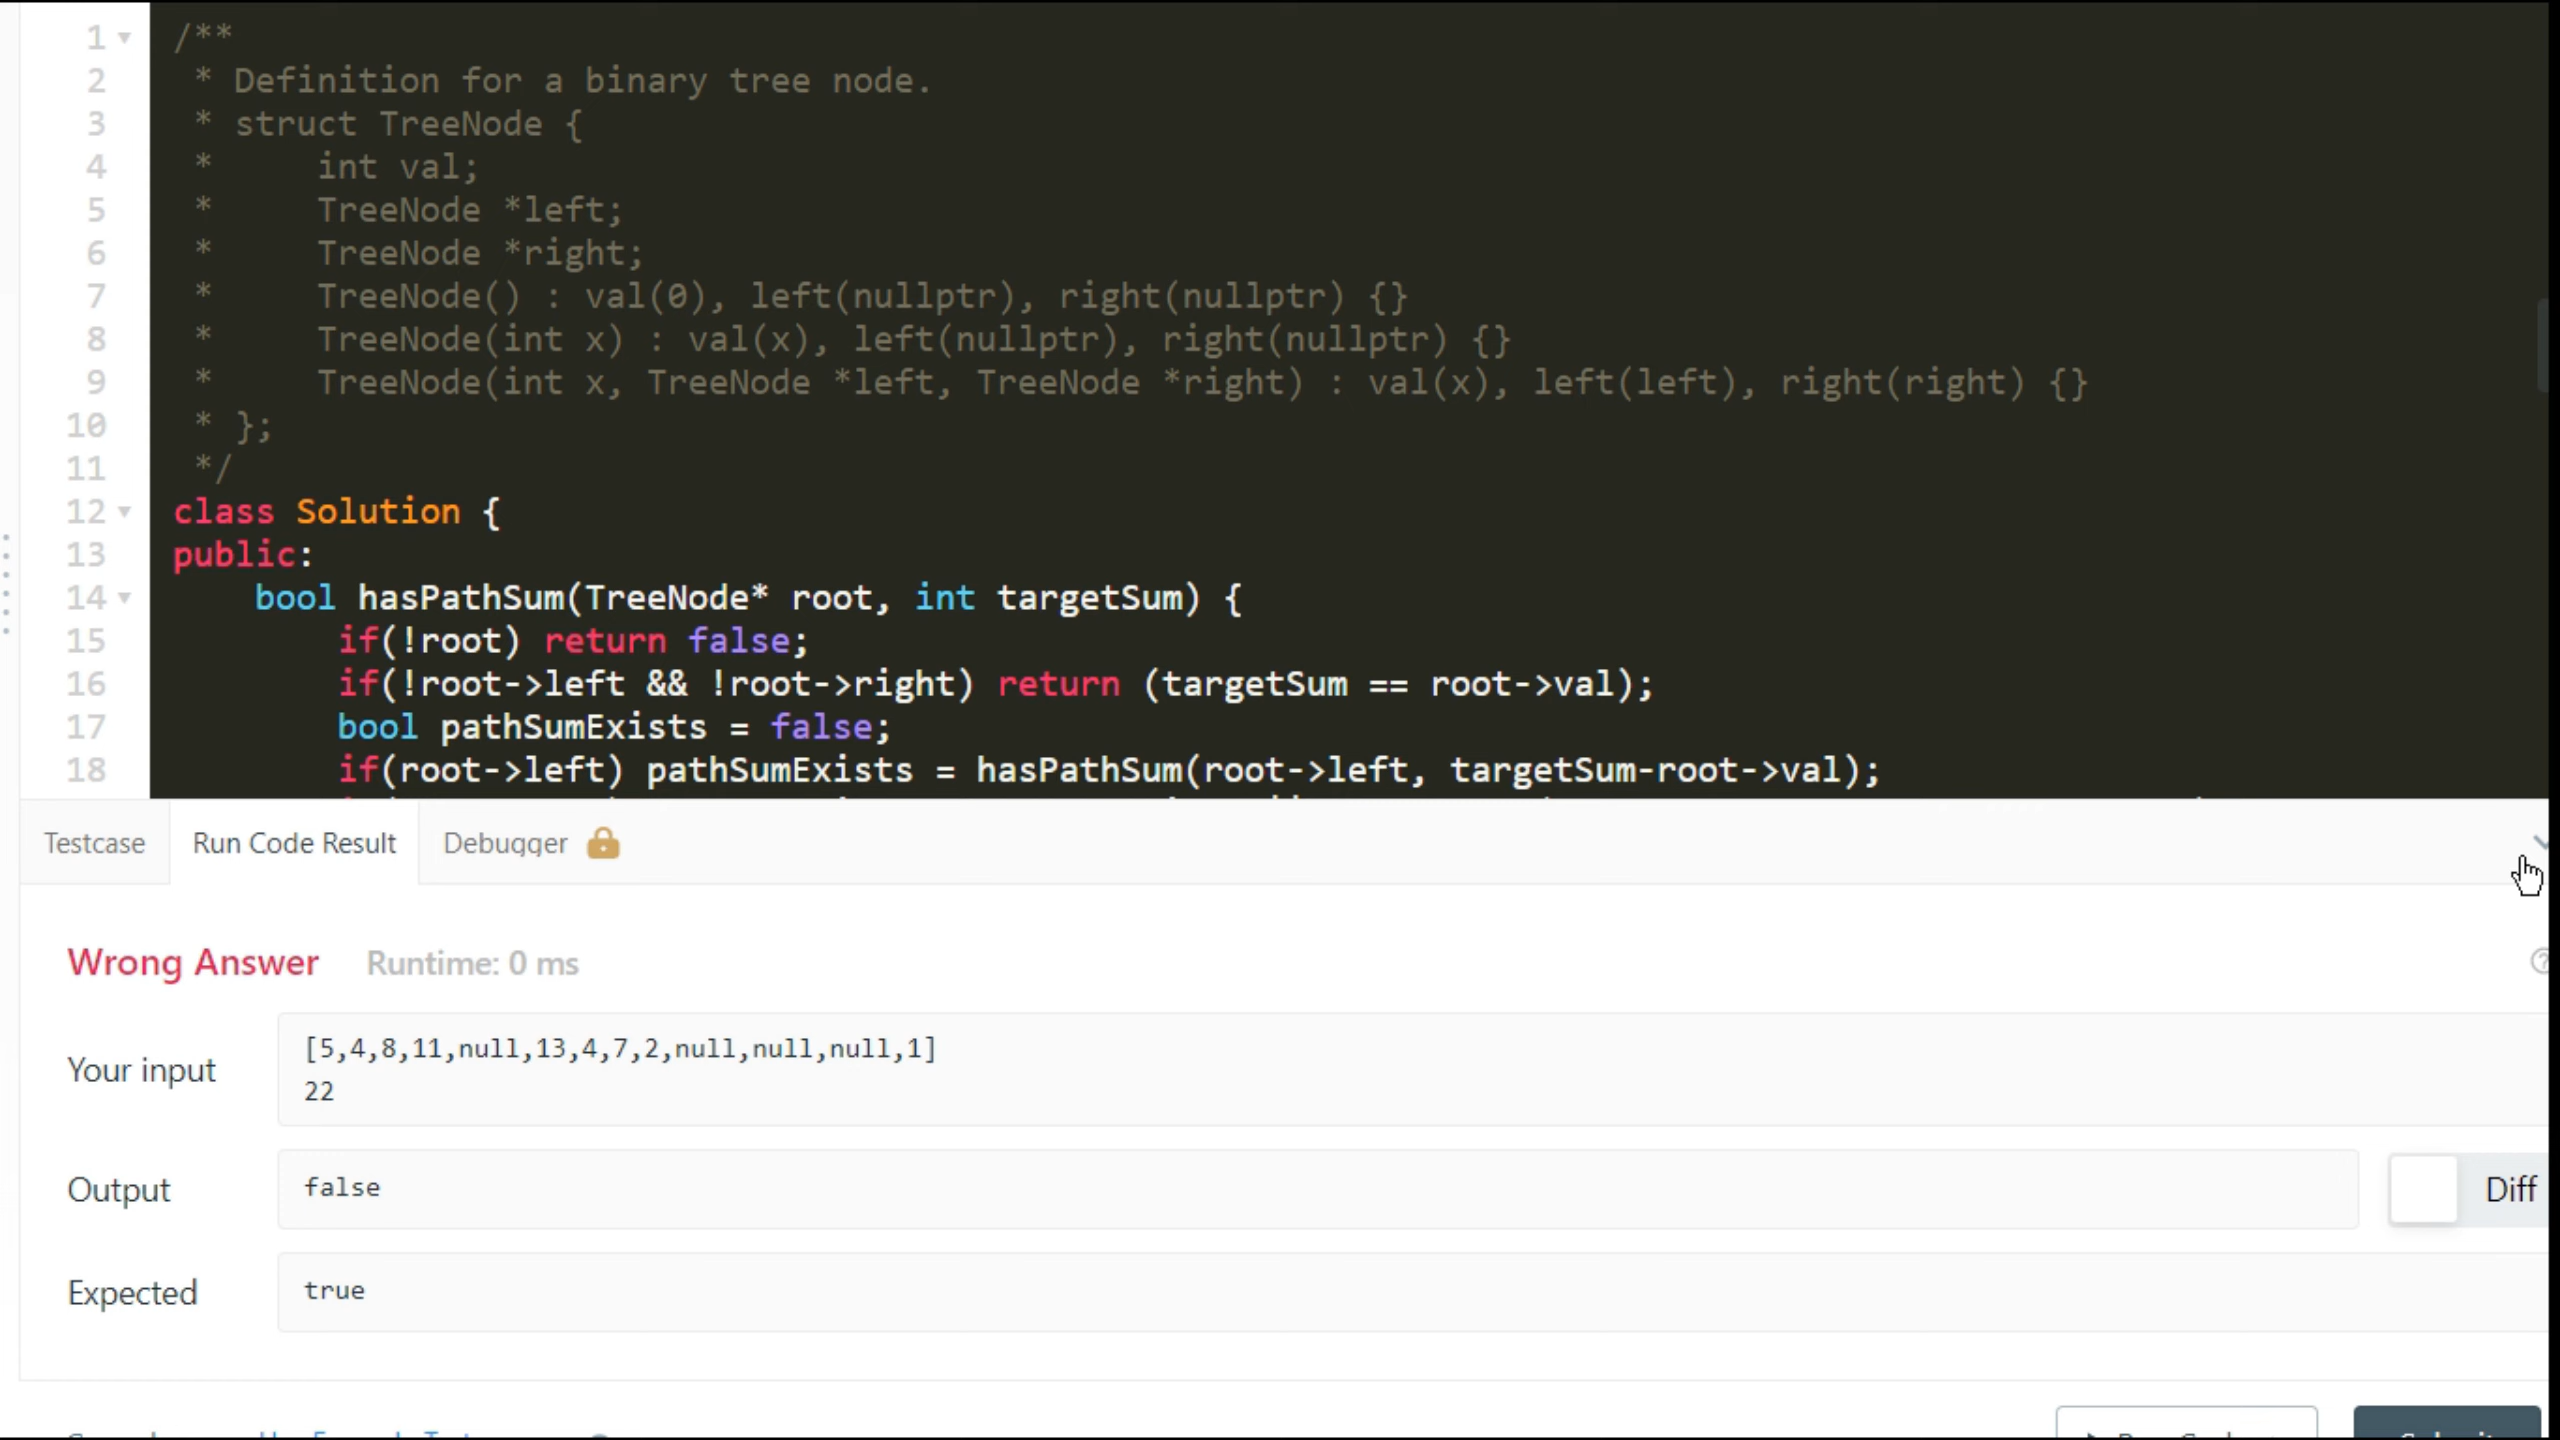 1 /**
2 * Definition for a binary tree node.
3 * struct TreeNode {
4 * int val;
5 * TreeNode *left;
6 * TreeNode *right;
7 * TreeNode() : val(0), left(nullptr), right(nullptr) {}
8 * TreeNode(int x) : val(x), left(nullptr), right(nullptr) {}
9 * TreeNode(int x, TreeNode *left, TreeNode *right) : val(x), left(left), right(right) {}
10 * };
11 */
12 class Solution {
13 public:
14 bool hasPathSum(TreeNode* root, int targetSum) {
15 if(!root) return false;
16 if(!root->left && !root->right) return (targetSum == root->val);
17 bool pathSumExists = false;
18 if(root->left) pathSumExists = hasPathSum(root->left, targetSum-root->val);
Testcase Run Code Result Debugger
Wrong Answer Runtime: 0 ms
Your input [5,4,8,11,null,13,4,7,2,null,null,null,1]
22
Output false Diff
Expected true